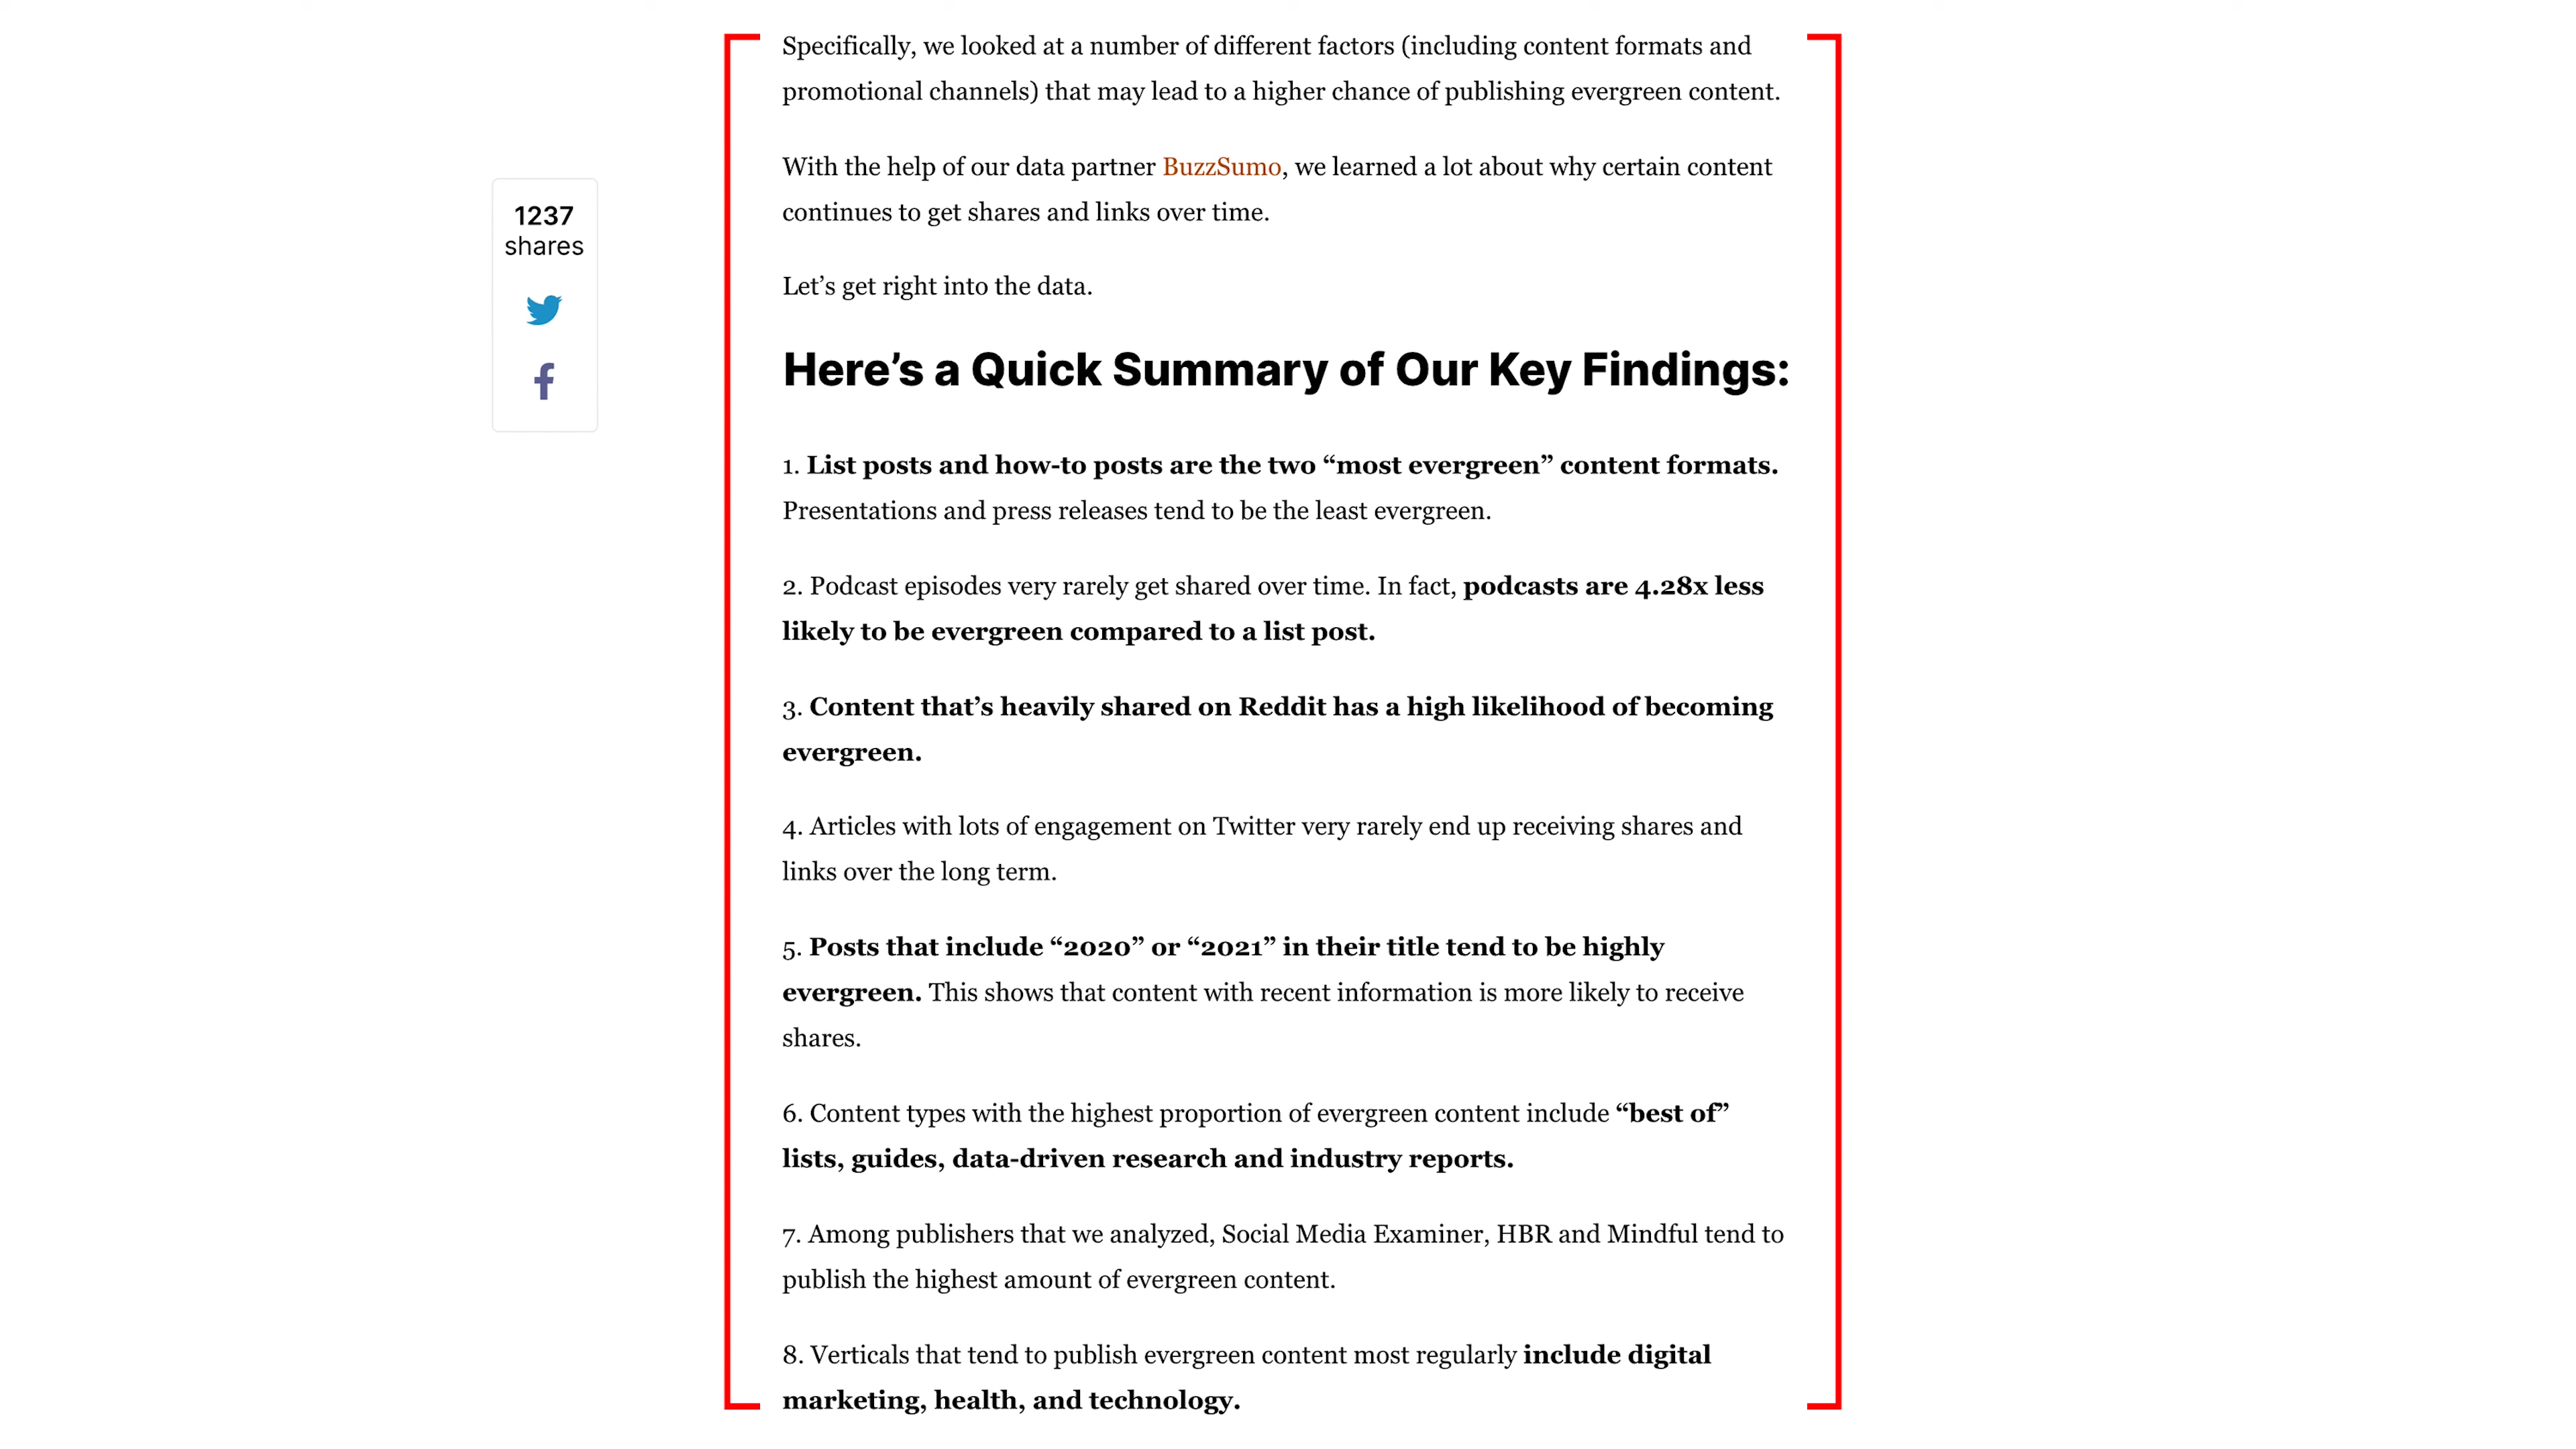 Specifically, we looked at a number of different factors (including content formats and
promotional channels) that may lead to a higher chance of publishing evergreen content.
With the help of our data partner BuzzSumo, we learned a lot about why certain content
continues to get shares and links over time.
1237
shares
Let’s get right into the data.
Here’s a Quick Summary of Our Key Findings:
1. List posts and how-to posts are the two “most evergreen” content formats.
Presentations and press releases tend to be the least evergreen.
2. Podcast episodes very rarely get shared over time. In fact, podcasts are 4.28x less
likely to be evergreen compared to a list post.
3. Content that’s heavily shared on Reddit has a high likelihood of becoming
evergreen.
4. Articles with lots of engagement on Twitter very rarely end up receiving shares and
links over the long term.
5. Posts that include “2020” or “2021” in their title tend to be highly
evergreen. This shows that content with recent information is more likely to receive
shares.
6. Content types with the highest proportion of evergreen content include “best of”
lists, guides, data-driven research and industry reports.
7. Among publishers that we analyzed, Social Media Examiner, HBR and Mindful tend to
publish the highest amount of evergreen content.
8. Verticals that tend to publish evergreen content most regularly include digital
marketing, health, and technology.